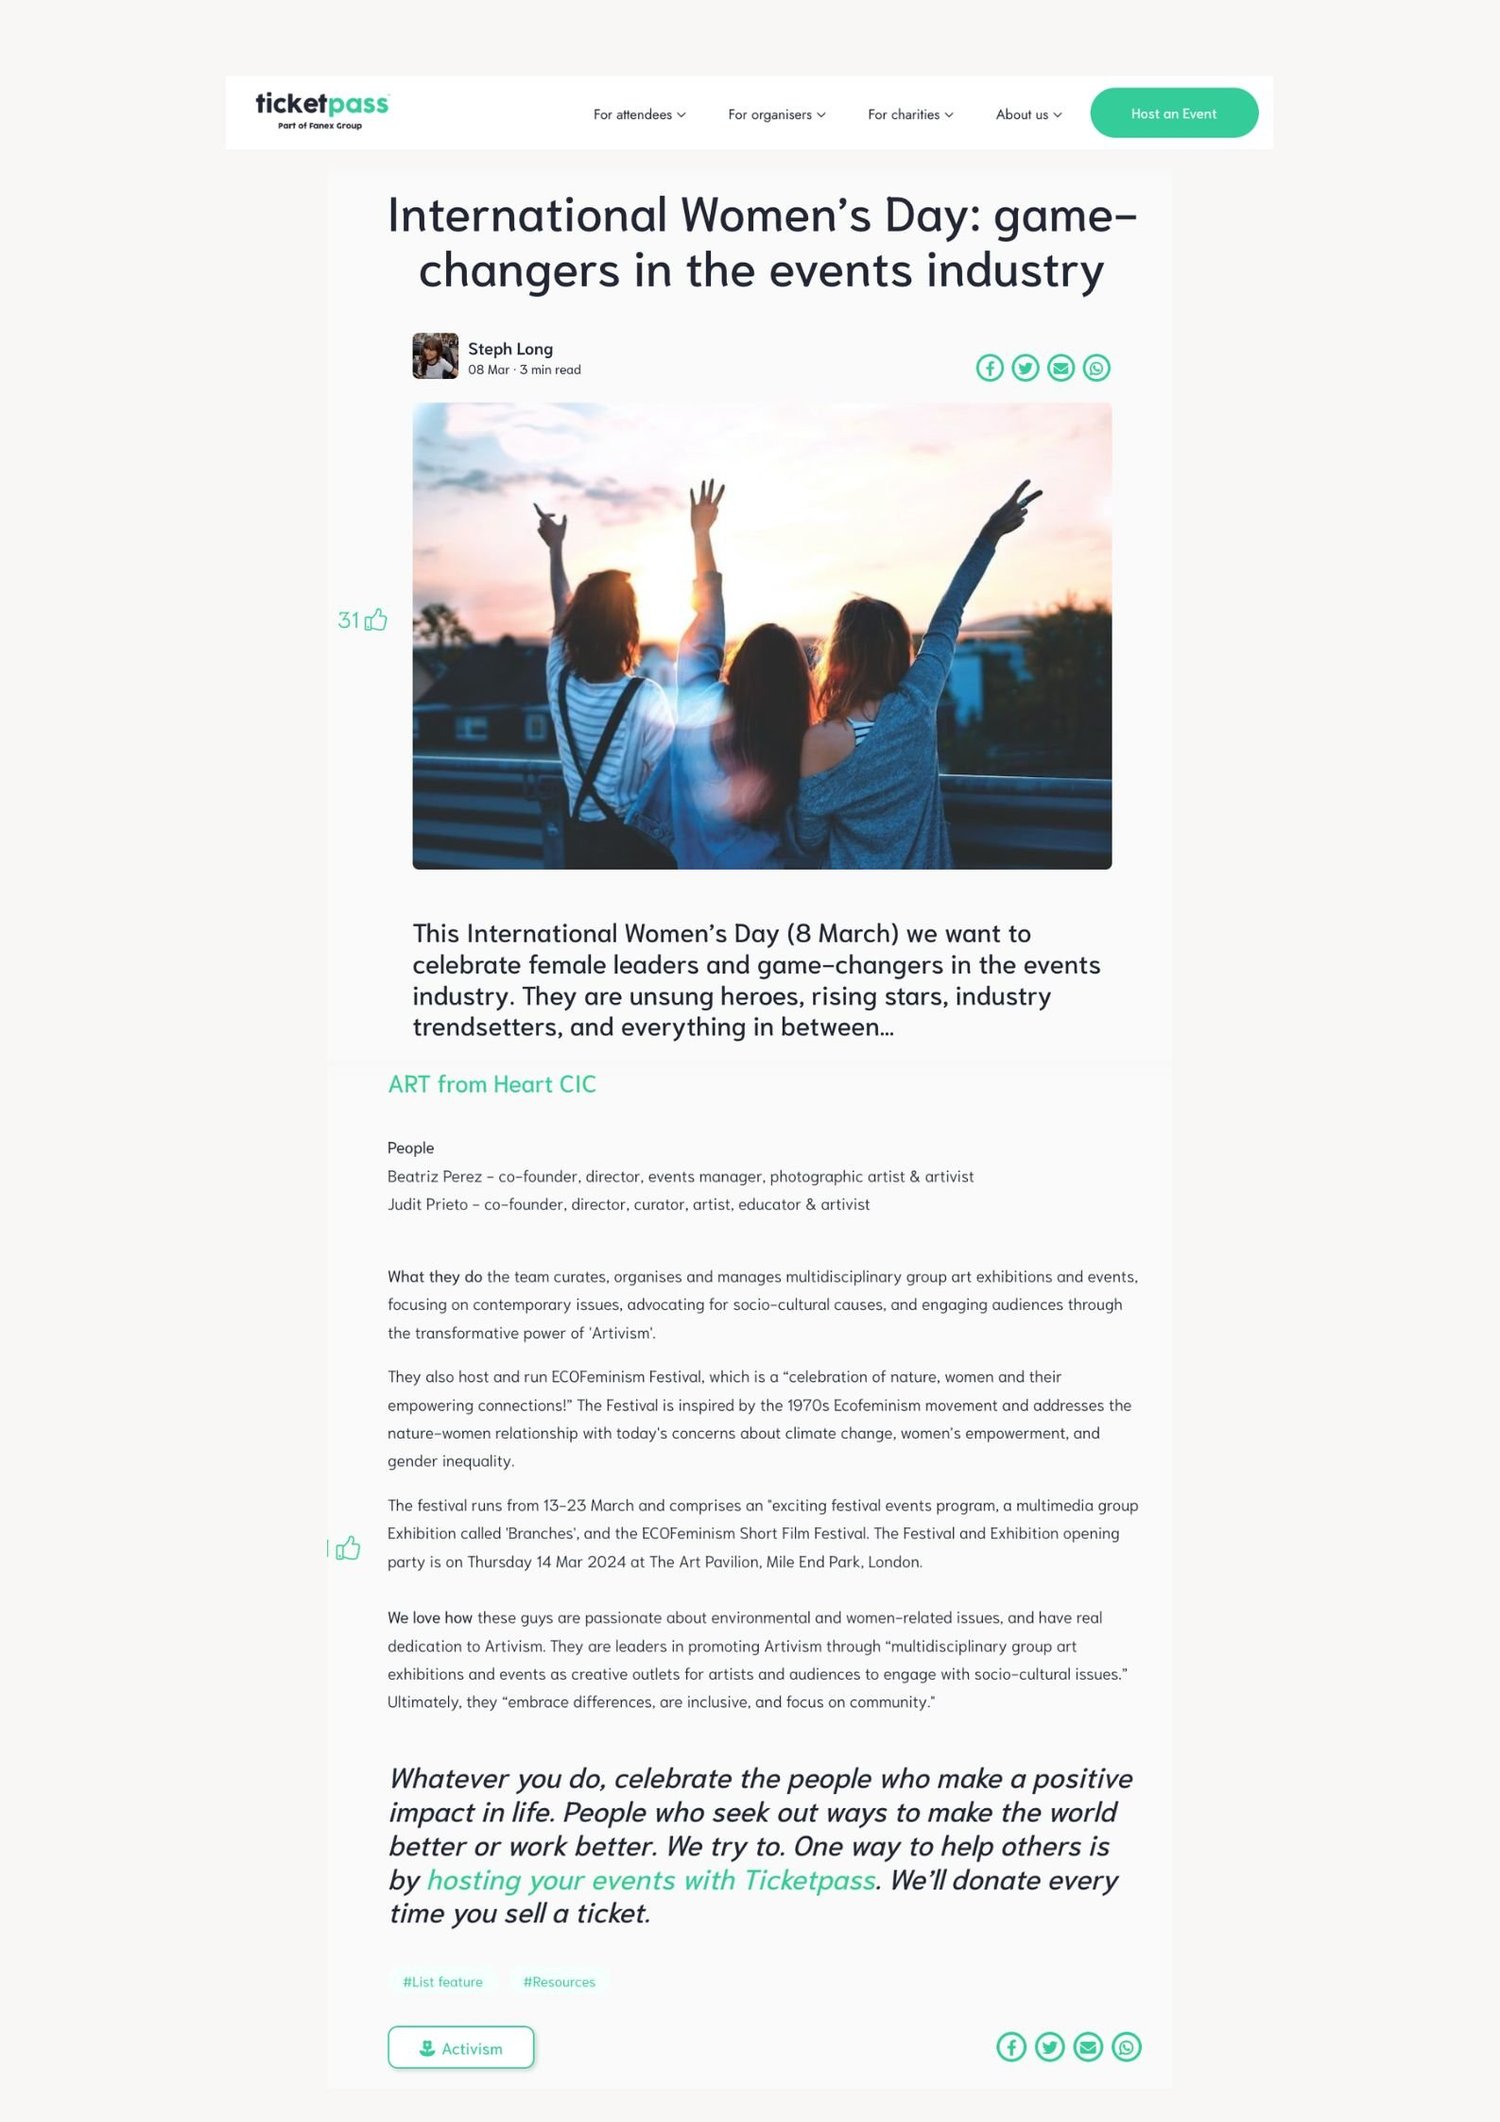 ticketpass
Part of Fanex Group
For attendees
For organisers
For charities
About us
Host an Event
International Women’s Day: game-
changers in the events industry
Steph Long
08 Mar · 3 min read
31
This International Women’s Day (8 March) we want to
celebrate female leaders and game-changers in the events
industry. They are unsung heroes, rising stars, industry
trendsetters, and everything in between...
ART from Heart CIC
People
Beatriz Perez - co-founder, director, events manager, photographic artist & artivist
Judit Prieto - co-founder, director, curator, artist, educator & artivist
What they do the team curates, organises and manages multidisciplinary group art exhibitions and events,
focusing on contemporary issues, advocating for socio-cultural causes, and engaging audiences through
the transformative power of 'Artivism'.
They also host and run ECOFeminism Festival, which is a “celebration of nature, women and their
empowering connections!” The Festival is inspired by the 1970s Ecofeminism movement and addresses the
nature-women relationship with today's concerns about climate change, women's empowerment, and
gender inequality.
The festival runs from 13-23 March and comprises an "exciting festival events program, a multimedia group
Exhibition called 'Branches', and the ECOFeminism Short Film Festival. The Festival and Exhibition opening
party is on Thursday 14 Mar 2024 at The Art Pavilion, Mile End Park, London.
We love how these guys are passionate about environmental and women-related issues, and have real
dedication to Artivism. They are leaders in promoting Artivism through “multidisciplinary group art
exhibitions and events as creative outlets for artists and audiences to engage with socio-cultural issues.”
Ultimately, they “embrace differences, are inclusive, and focus on community."
Whatever you do, celebrate the people who make a positive
impact in life. People who seek out ways to make the world
better or work better. We try to. One way to help others is
by hosting your events with Ticketpass. We’ll donate every
time you sell a ticket.
#List feature
#Resources
Activism